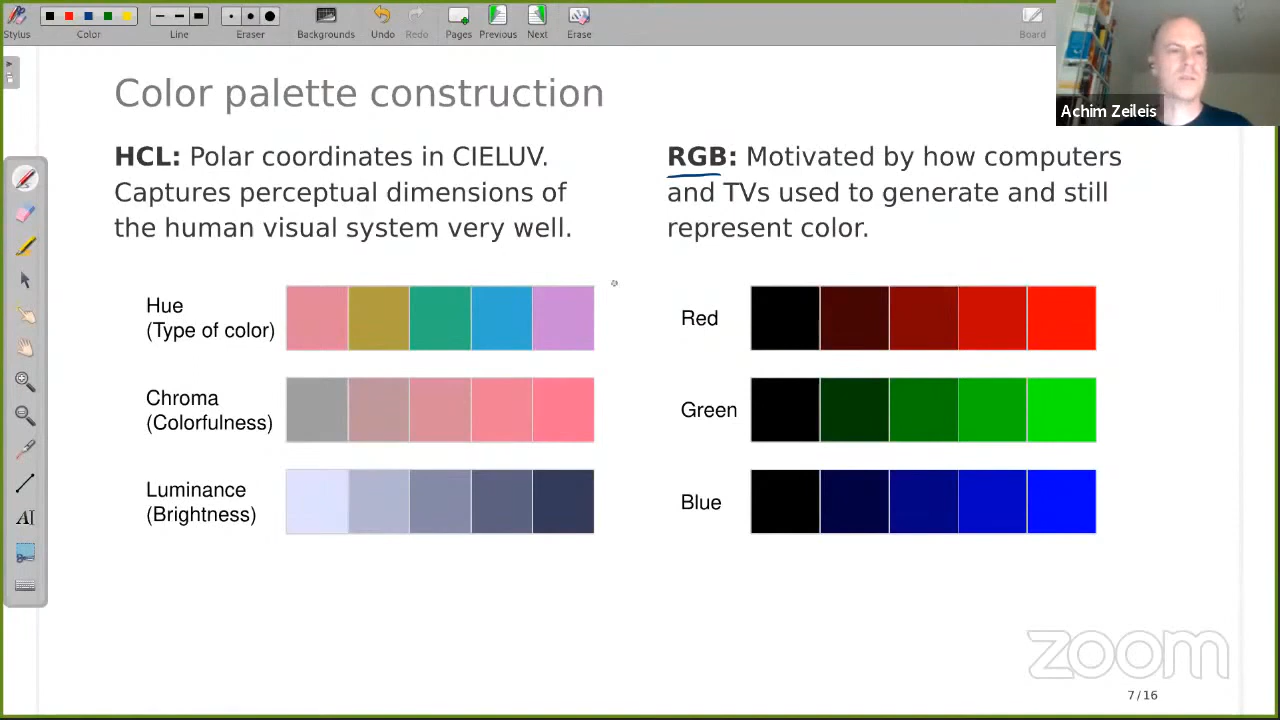 Stylus
Color
Line
Eraser
Backgrounds
Undo
Redo
Pages
Previous
Next
Erase
Board
Achim Zeileis
Color palette construction
HCL: Polar coordinates in CIELUV.
Captures perceptual dimensions of
the human visual system very well.
RGB: Motivated by how computers
and TVs used to generate and still
represent color.
Hue
(Type of color)
Chroma
(Colorfulness)
Luminance
(Brightness)
Red
Green
Blue
AI
zoom
7 / 16